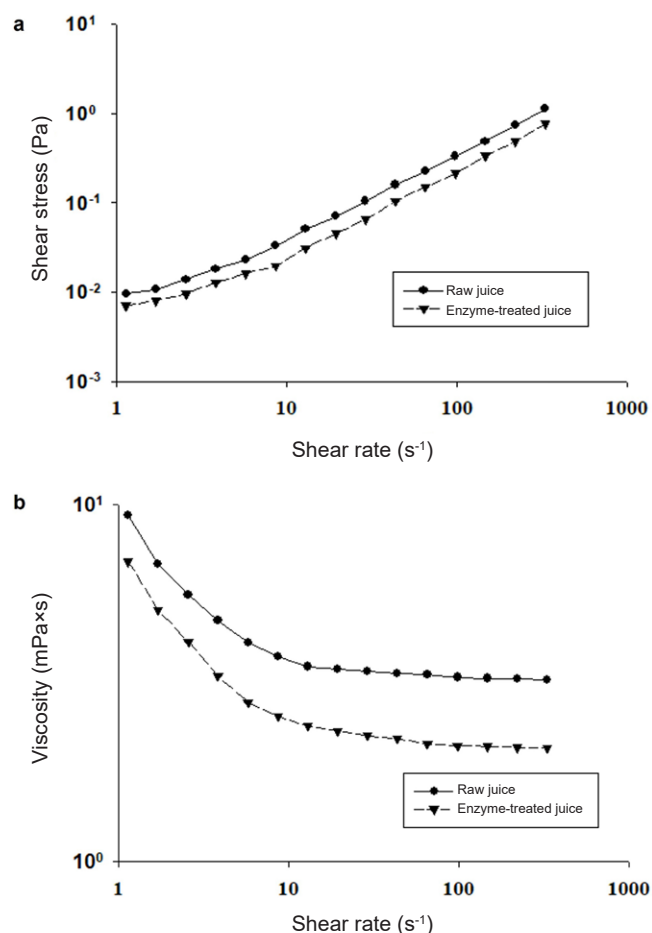 a
10¹
10⁰
10⁻¹
10⁻²
10⁻³
Shear stress (Pa)
Raw juice
Enzyme-treated juice
1 10 100 1000
Shear rate (s⁻¹)
b
10¹
10⁰
Viscosity (mPa×s)
Raw juice
Enzyme-treated juice
1 10 100 1000
Shear rate (s⁻¹)